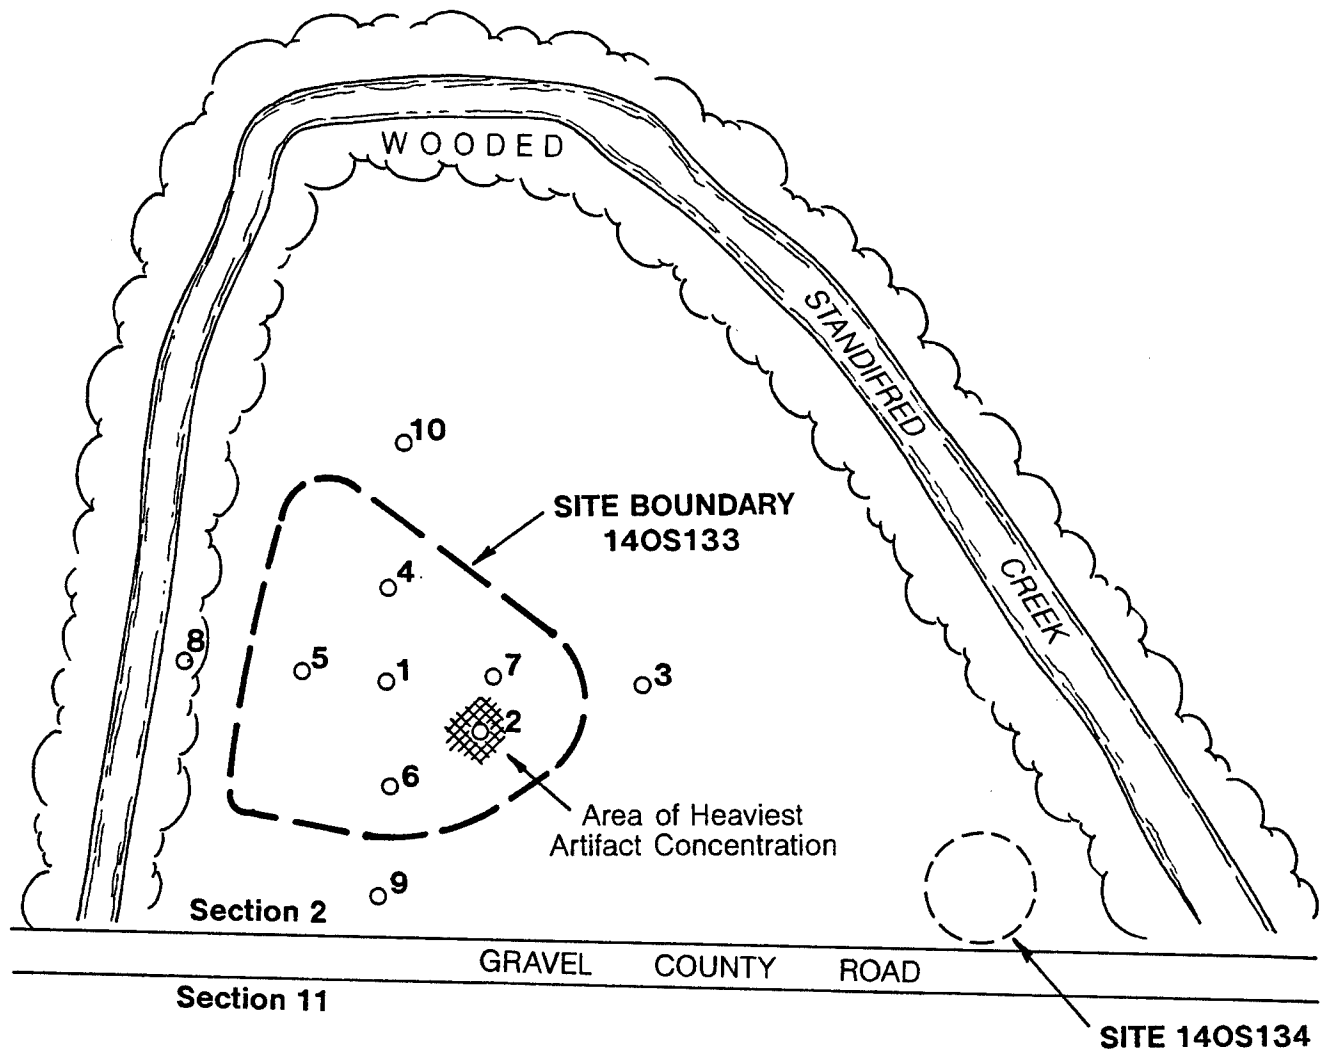 WOODED
STANDIFRED
CREEK
10
SITE BOUNDARY
14OS133
4
8
5
1
7
3
2
6
Area of Heaviest
Artifact Concentration
9
Section 2
GRAVEL COUNTY ROAD
Section 11
SITE 14OS134